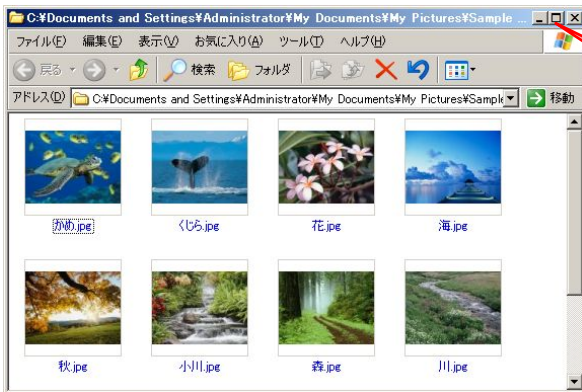 C:¥Documents and Settings¥Administrator¥My Documents¥My Pictures¥Sample ...
ファイル(F) 編集(E) 表示(V) お気に入り(A) ツール(T) ヘルプ(H)
戻る 検索 フォルダ
アドレス(D) C:¥Documents and Settings¥Administrator¥My Documents¥My Pictures¥Sample 移動
かめ.jpg くじら.jpg 花.jpg 海.jpg
秋.jpg 小川.jpg 森.jpg 川.jpg